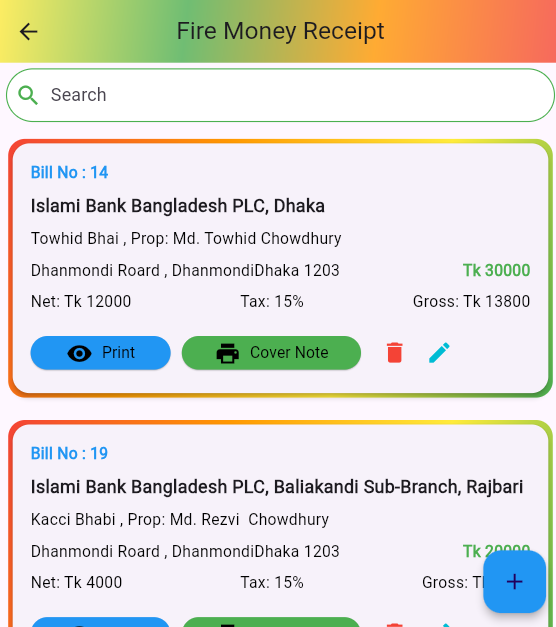 Fire Money Receipt
Search
Bill No : 14
Islami Bank Bangladesh PLC, Dhaka
Towhid Bhai , Prop: Md. Towhid Chowdhury
Dhanmondi Roard , DhanmondiDhaka 1203 Tk 30000
Net: Tk 12000 Tax: 15% Gross: Tk 13800
Print Cover Note
Bill No : 19
Islami Bank Bangladesh PLC, Baliakandi Sub-Branch, Rajbari
Kacci Bhabi , Prop: Md. Rezvi  Chowdhury
Dhanmondi Roard , DhanmondiDhaka 1203 Tk
Net: Tk 4000 Tax: 15% Gross: